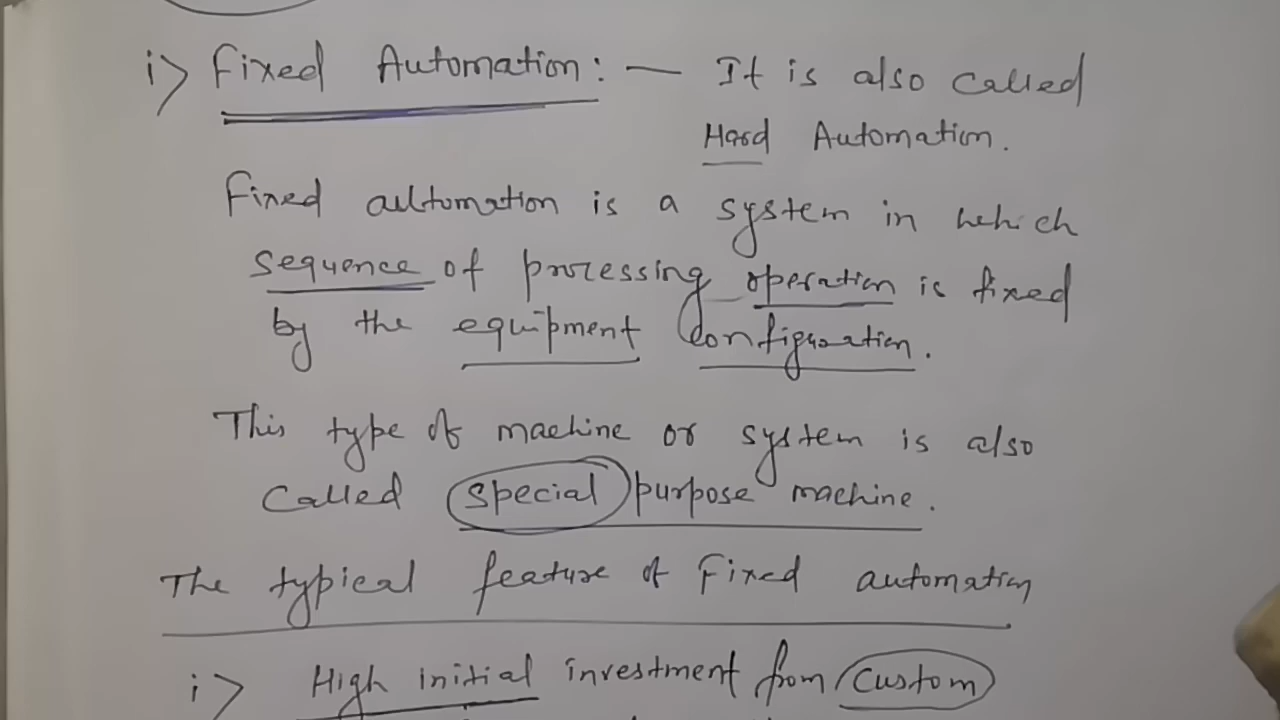 i> Fixed Automation : — It is also called
Hard Automation.
Fixed automation is a system in which
sequence of processing operation is fixed
by the equipment configuration.
This type of machine or system is also
called special purpose machine.
The typical feature of Fixed automation
i> High initial investment from custom